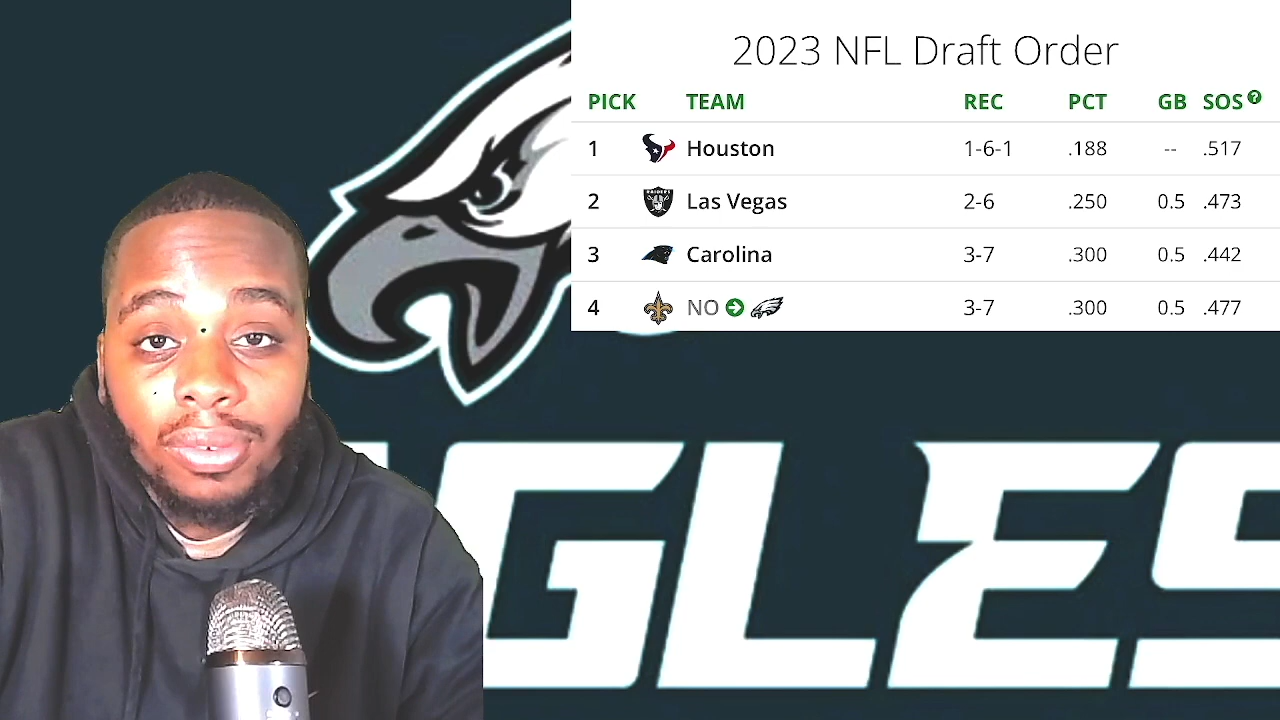 2023 NFL Draft Order
PICK TEAM REC PCT GB SOS
1 Houston 1-6-1 .188 -- .517
2 Las Vegas 2-6 .250 0.5 .473
3 Carolina 3-7 .300 0.5 .442
4 NO 3-7 .300 0.5 .477
GLES